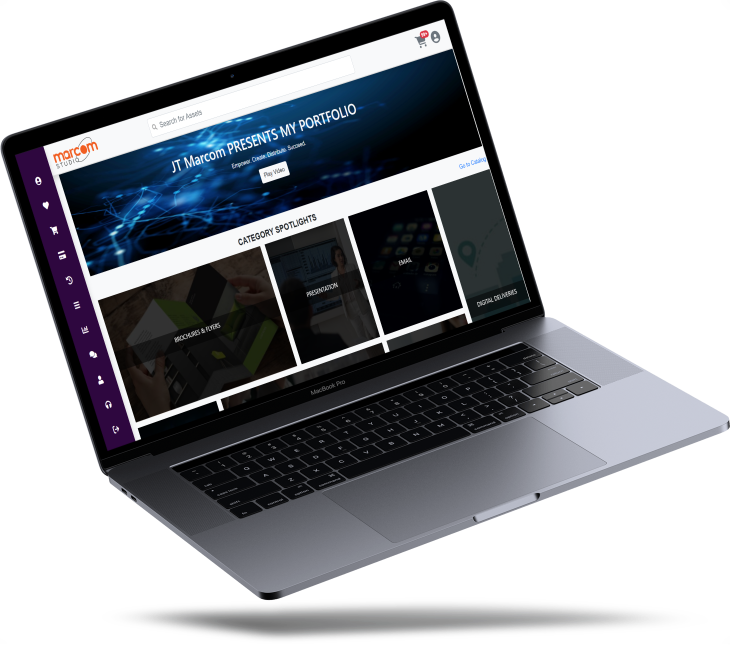 marcom
STUDIO
Search for Assets
JT Marcom PRESENTS MY PORTFOLIO
Empower. Create. Distribute. Succeed.
Play Video
Go to Catalog
CATEGORY SPOTLIGHTS
BROCHURES & FLYERS
PRESENTATION
EMAIL
DIGITAL DELIVERIES
MacBook Pro